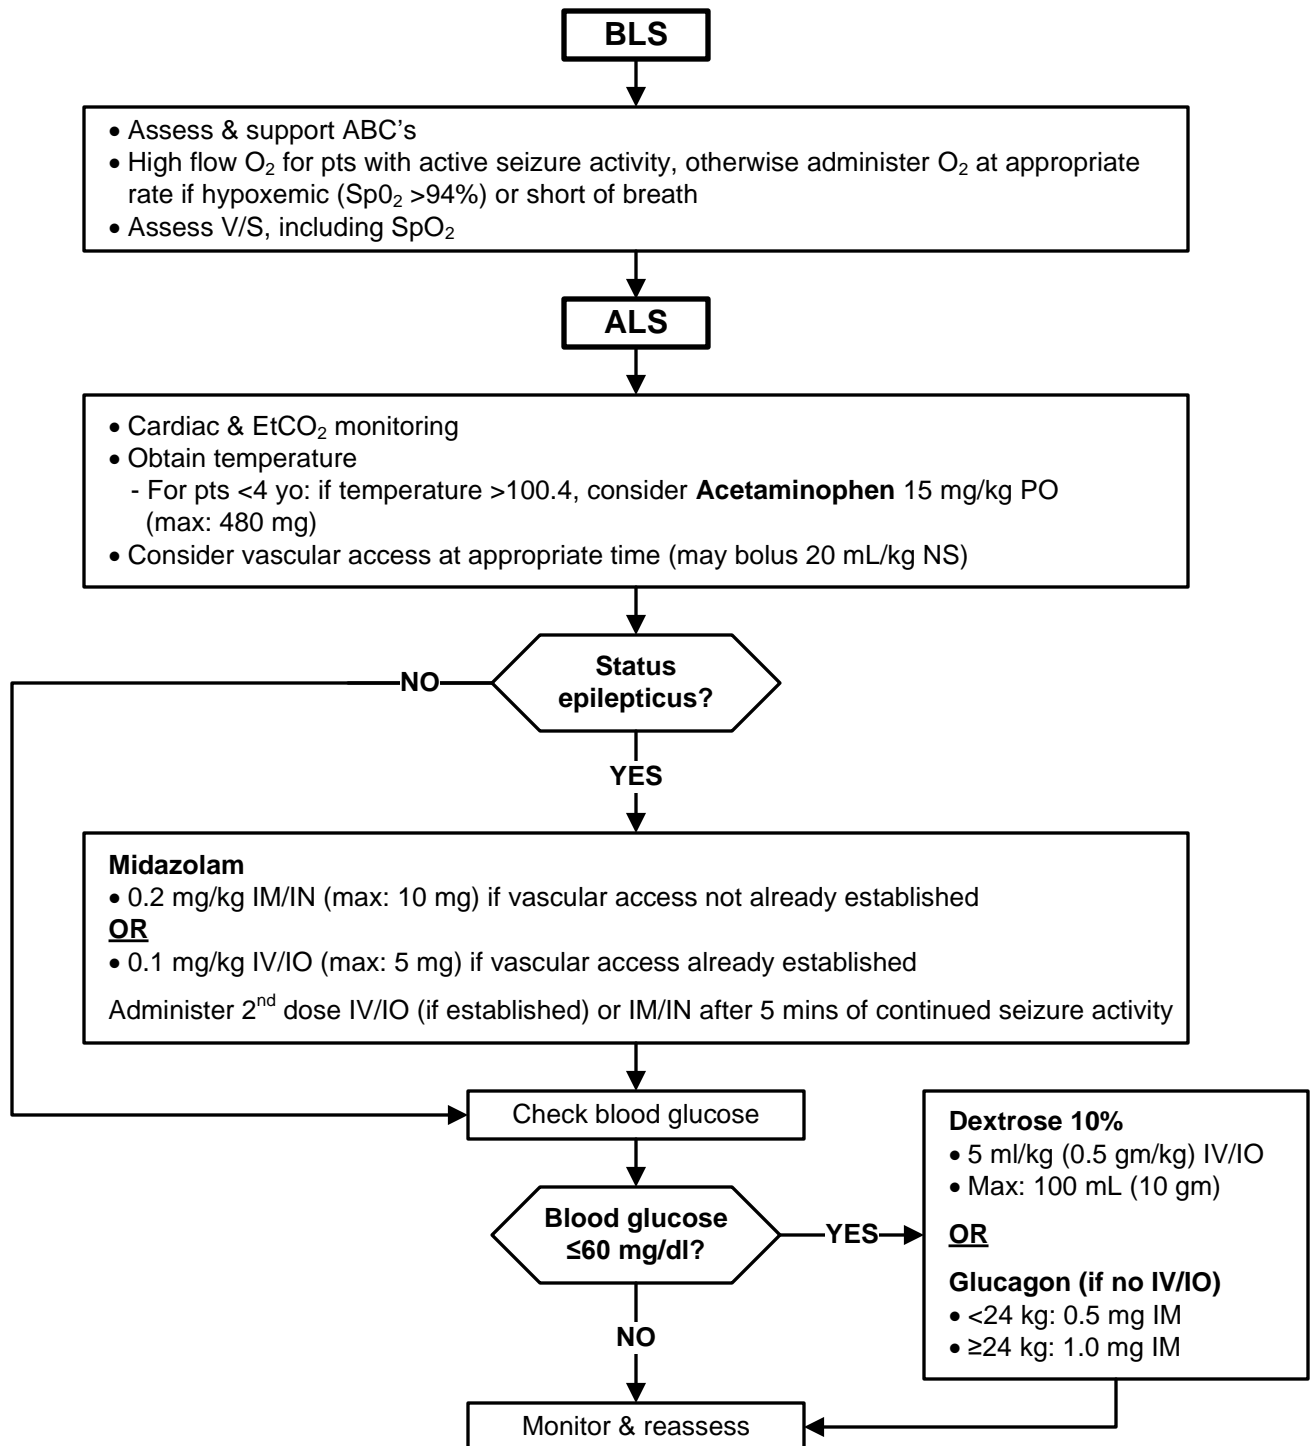 BLS
• Assess & support ABC's
• High flow O₂ for pts with active seizure activity, otherwise administer O₂ at appropriate
rate if hypoxemic (Sp0₂ >94%) or short of breath
• Assess V/S, including SpO₂
ALS
• Cardiac & EtCO₂ monitoring
• Obtain temperature
- For pts <4 yo: if temperature >100.4, consider Acetaminophen 15 mg/kg PO
(max: 480 mg)
• Consider vascular access at appropriate time (may bolus 20 mL/kg NS)
Status
epilepticus?
NO
YES
Midazolam
• 0.2 mg/kg IM/IN (max: 10 mg) if vascular access not already established
OR
• 0.1 mg/kg IV/IO (max: 5 mg) if vascular access already established
Administer 2nd dose IV/IO (if established) or IM/IN after 5 mins of continued seizure activity
Check blood glucose
Blood glucose
≤60 mg/dl?
YES
Dextrose 10%
• 5 ml/kg (0.5 gm/kg) IV/IO
• Max: 100 mL (10 gm)
OR
Glucagon (if no IV/IO)
• <24 kg: 0.5 mg IM
• ≥24 kg: 1.0 mg IM
NO
Monitor & reassess